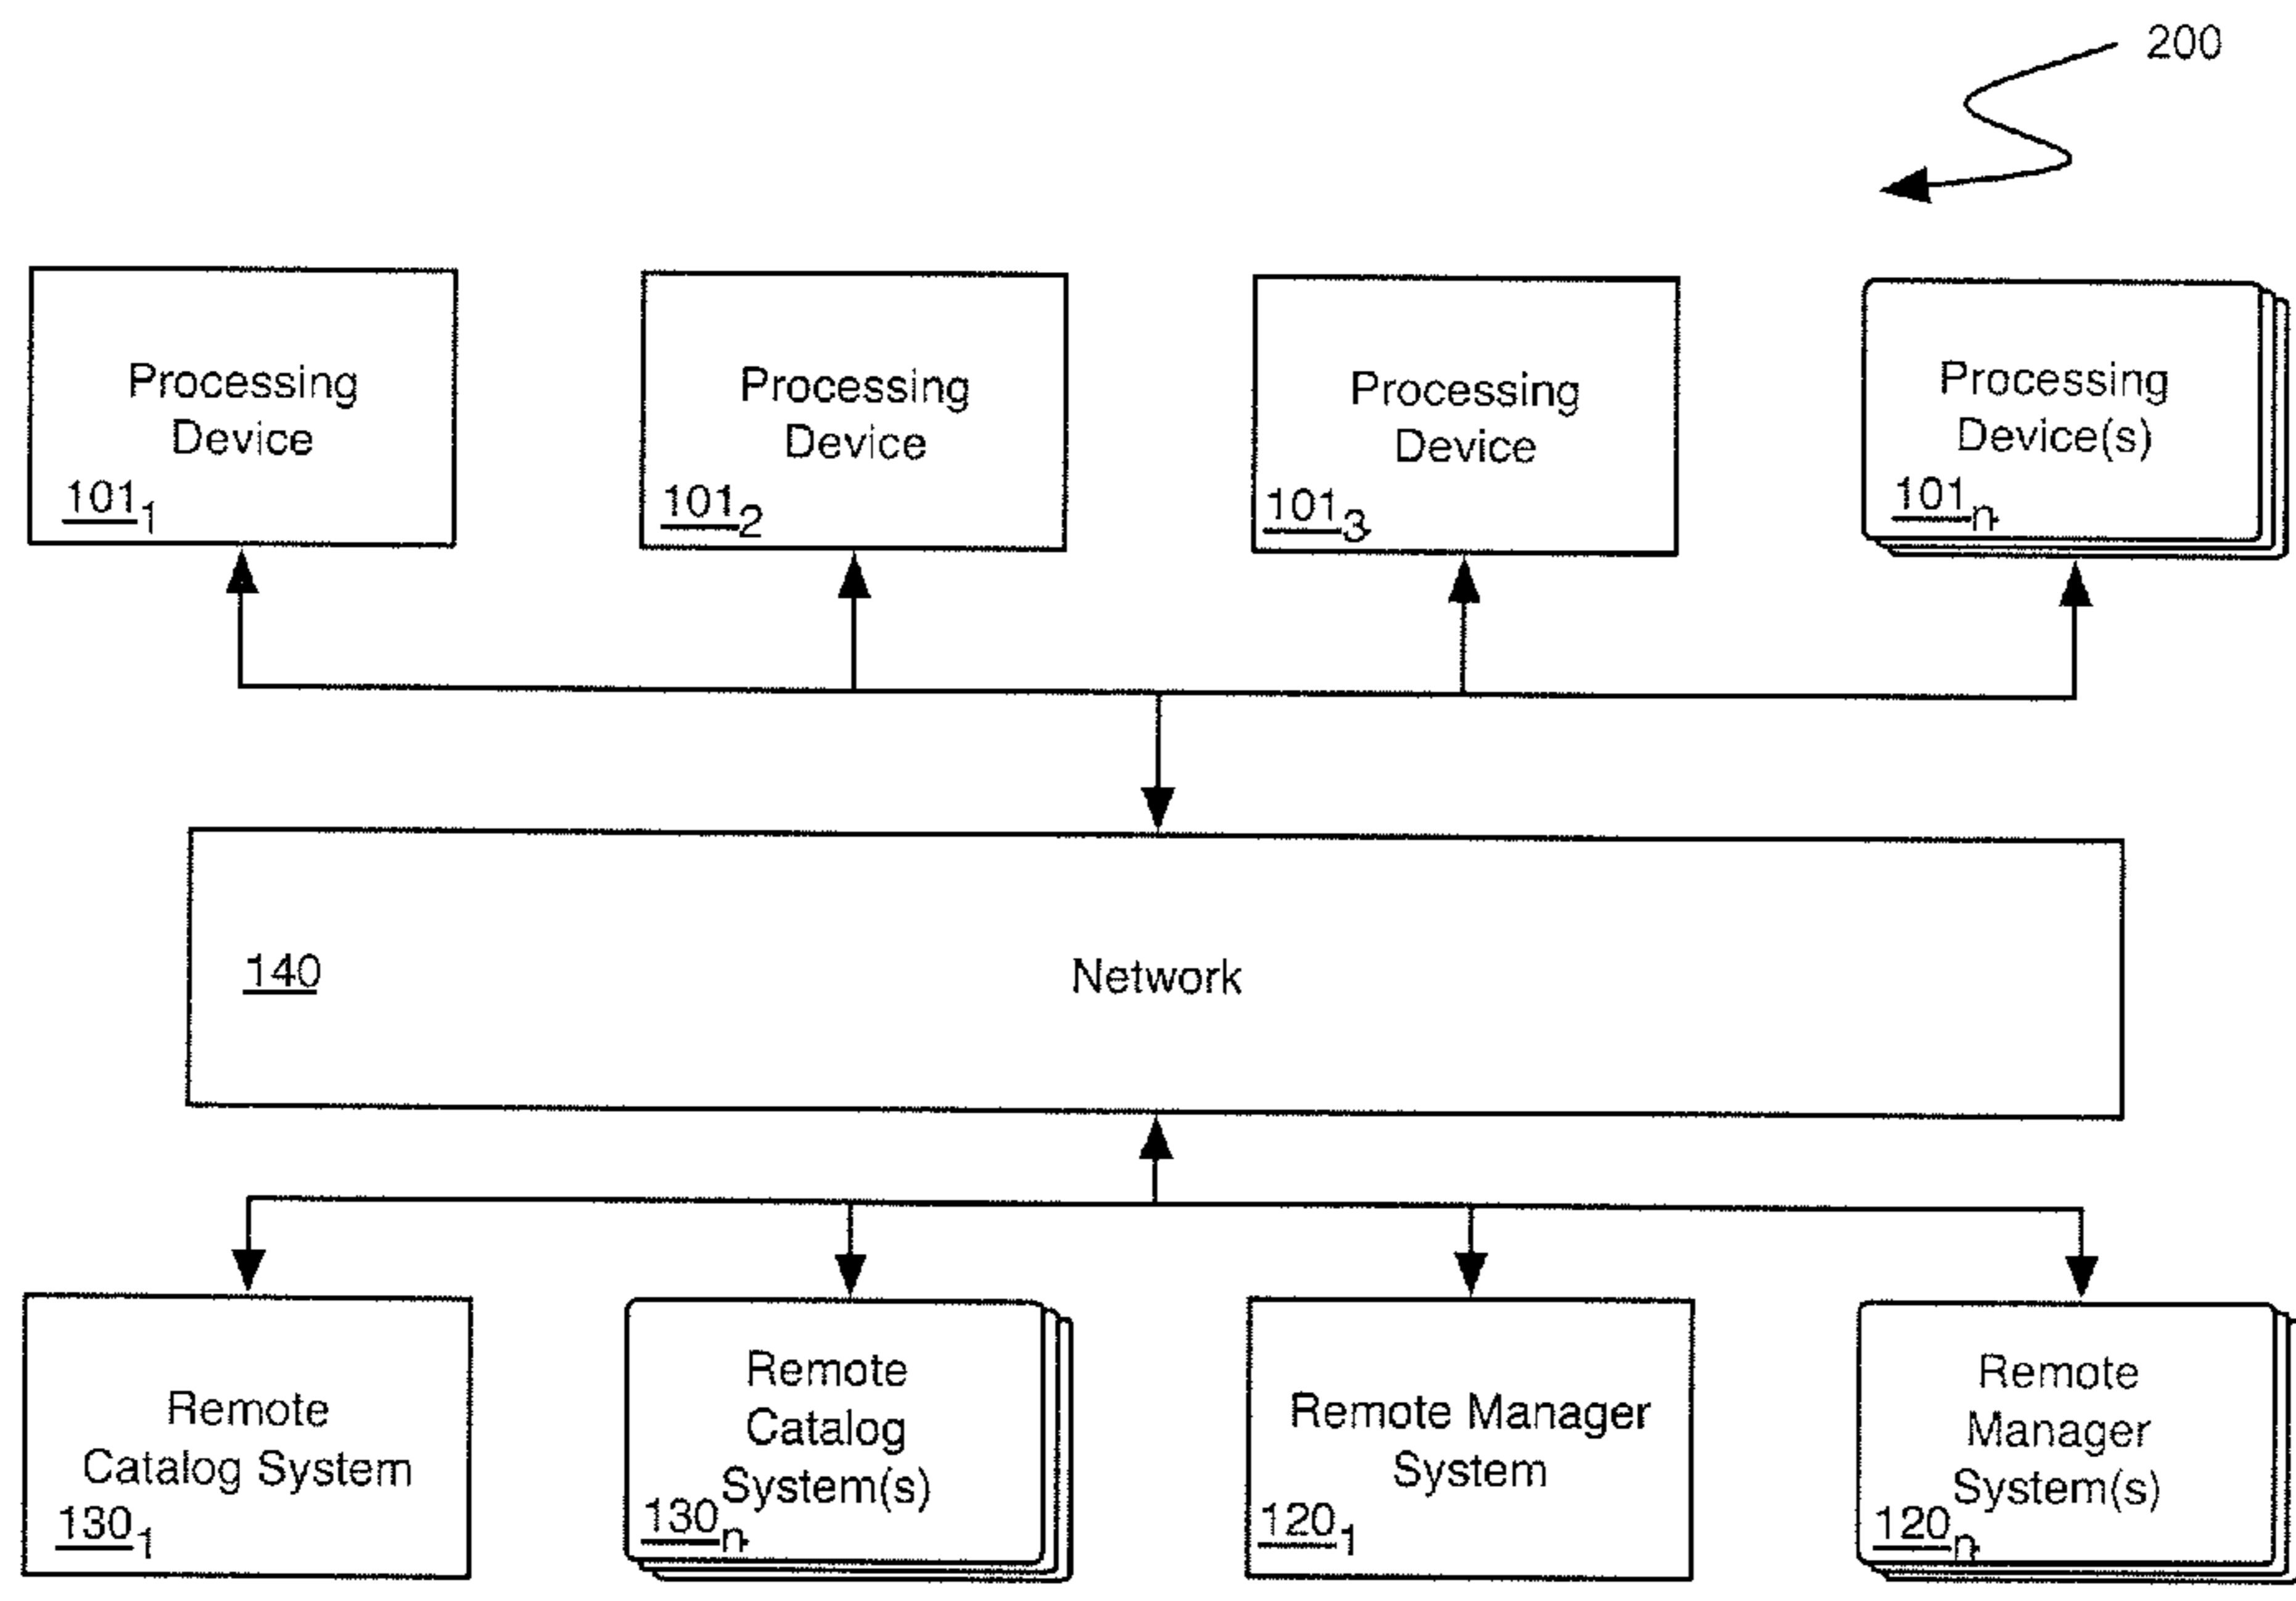 200
Processing
Device
101₁
Processing
Device
101₂
Processing
Device
101₃
Processing
Device(s)
101ₙ
140
Network
Remote
Catalog System
130₁
Remote
Catalog
System(s)
130ₙ
Remote Manager
System
120₁
Remote
Manager
System(s)
120ₙ